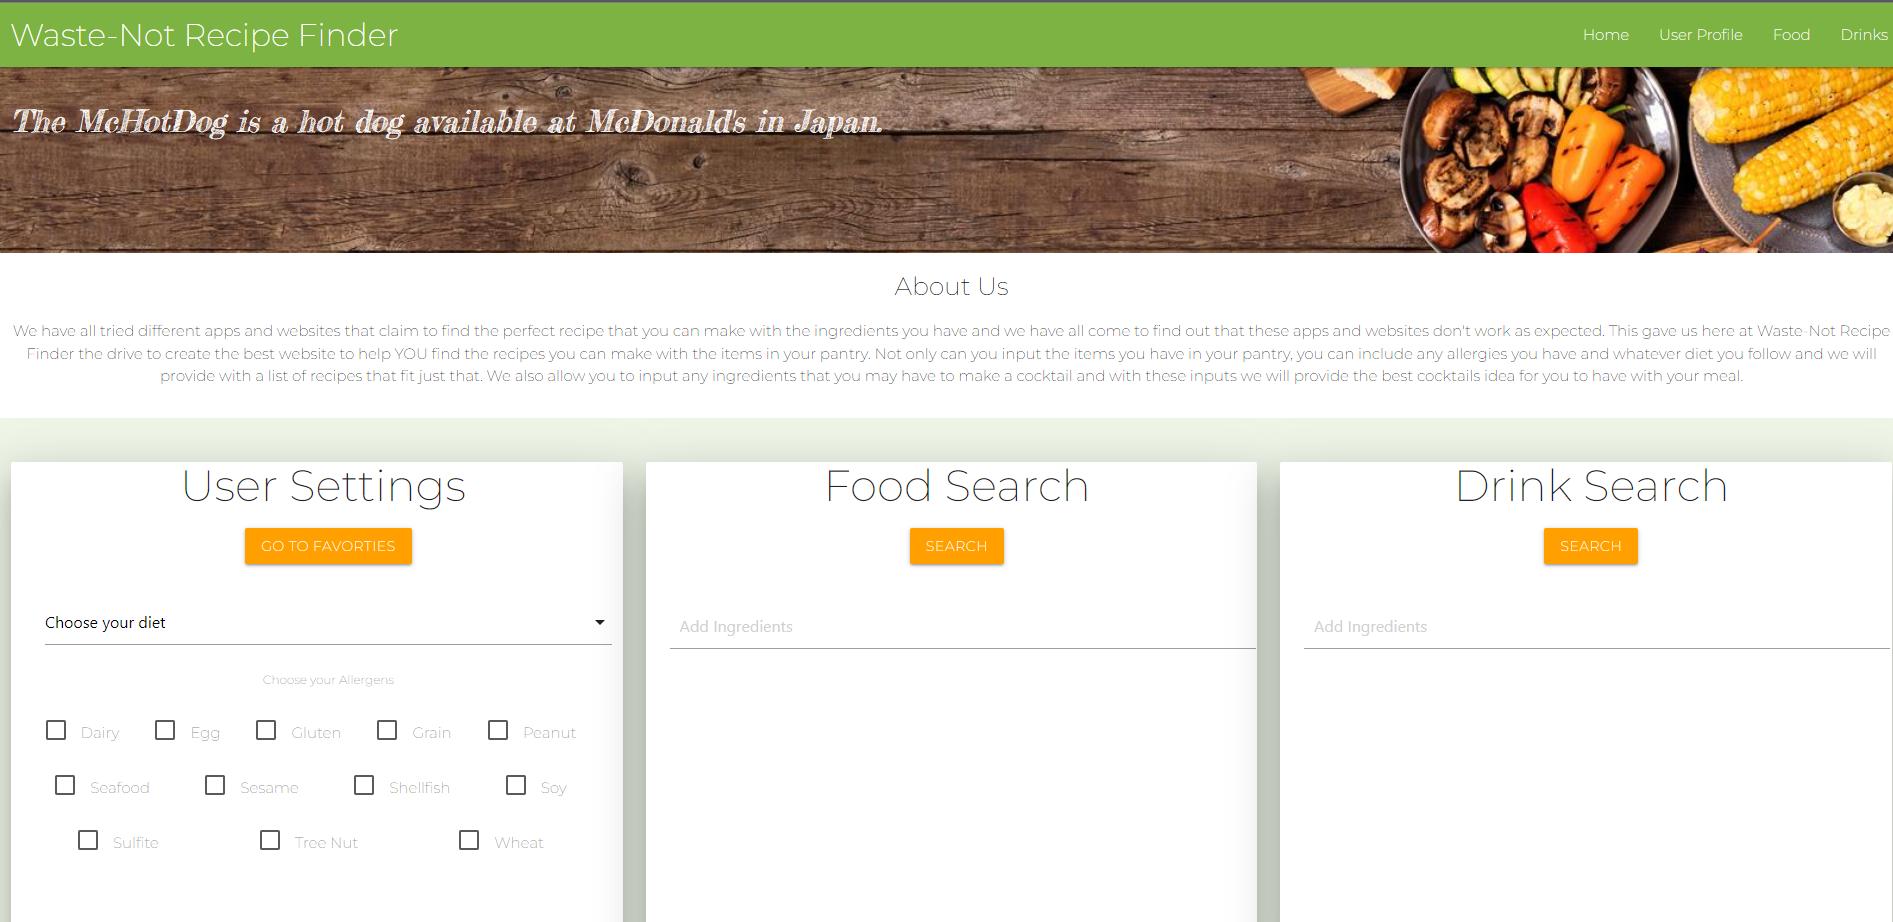 Waste-Not Recipe Finder
Home User Profile Food Drinks
The McHotDog is a hot dog available at McDonald's in Japan.
About Us
We have all tried different apps and websites that claim to find the perfect recipe that you can make with the ingredients you have and we have all come to find out that these apps and websites don't work as expected. This gave us here at Waste-Not Recipe
Finder the drive to create the best website to help YOU find the recipes you can make with the items in your pantry. Not only can you input the items you have in your pantry, you can include any allergies you have and whatever diet you follow and we will
provide with a list of recipes that fit just that. We also allow you to input any ingredients that you may have to make a cocktail and with these inputs we will provide the best cocktails idea for you to have with your meal.
User Settings
GO TO FAVORTIES
Choose your diet
Choose your Allergens
Dairy Egg Gluten Grain Peanut
Seafood Sesame Shellfish Soy
Sulfite Tree Nut Wheat
Food Search
SEARCH
Add Ingredients
Drink Search
SEARCH
Add Ingredients